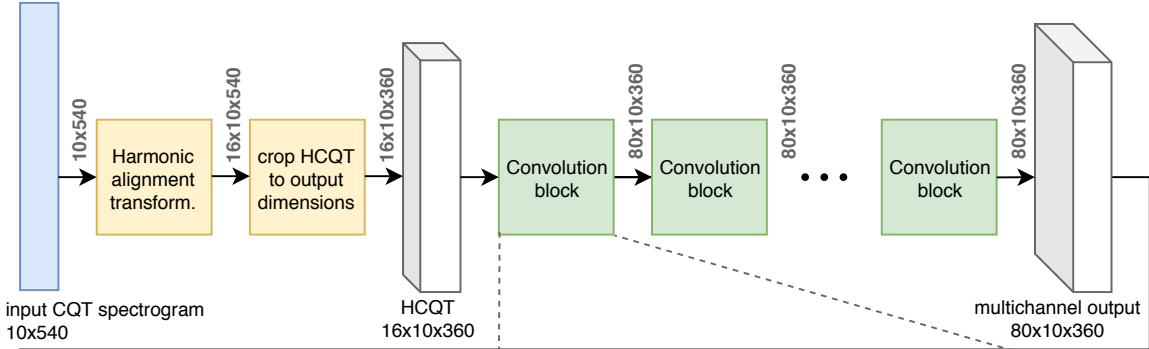 10x540
Harmonic
alignment
transform.
16x10x540
crop HCQT
to output
dimensions
16x10x360
Convolution
block
80x10x360
Convolution
block
80x10x360
Convolution
block
80x10x360
input CQT spectrogram
10x540
HCQT
16x10x360
multichannel output
80x10x360